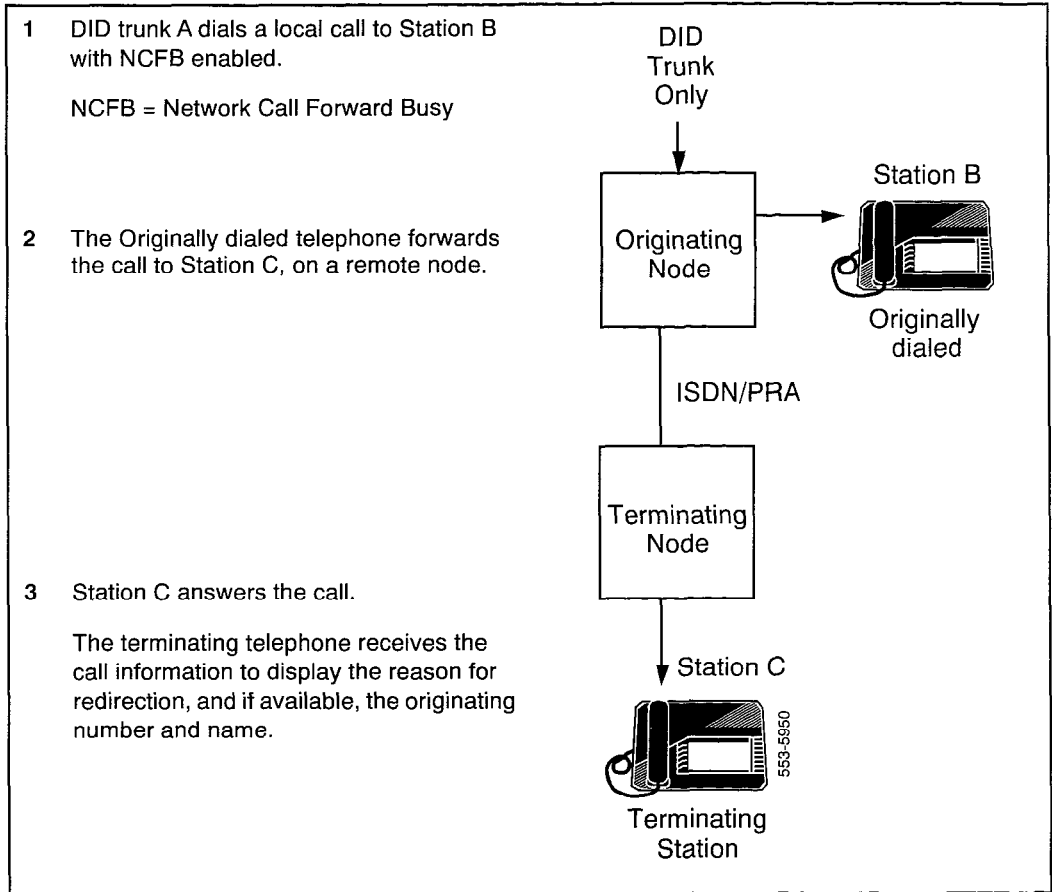 1 DID trunk A dials a local call to Station B
with NCFB enabled.
NCFB = Network Call Forward Busy
2 The Originally dialed telephone forwards
the call to Station C, on a remote node.
3 Station C answers the call.
The terminating telephone receives the
call information to display the reason for
redirection, and if available, the originating
number and name.
DID
Trunk
Only
Station B
Originating
Node
Originally
dialed
ISDN/PRA
Terminating
Node
Station C
553-5950
Terminating
Station